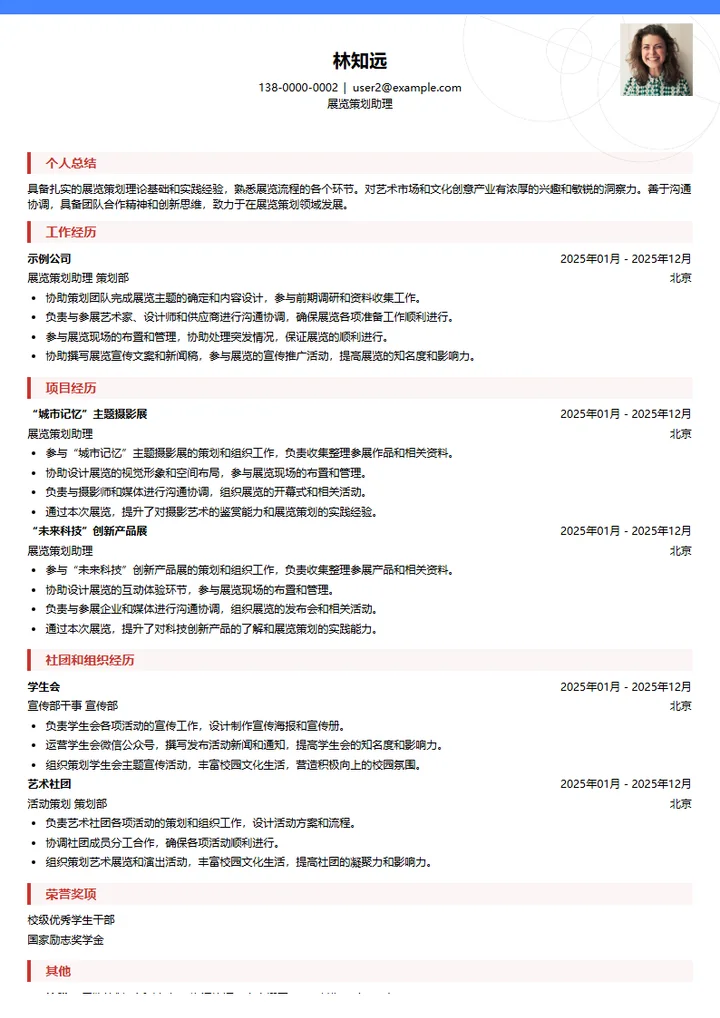 林知远
138-0000-0002 | user2@example.com
展览策划助理
个人总结
具备扎实的展览策划理论基础和实践经验，熟悉展览流程的各个环节。对艺术市场和文化创意产业有浓厚的兴趣和敏锐的洞察力。善于沟通
协调，具备团队合作精神和创新思维，致力于在展览策划领域发展。
工作经历
示例公司 2025年01月 - 2025年12月
展览策划助理 策划部 北京
• 协助策划团队完成展览主题的确定和内容设计，参与前期调研和资料收集工作。
• 负责与参展艺术家、设计师和供应商进行沟通协调，确保展览各项准备工作顺利进行。
• 参与展览现场的布置和管理，协助处理突发情况，保证展览的顺利进行。
• 协助撰写展览宣传文案和新闻稿，参与展览的宣传推广活动，提高展览的知名度和影响力。
项目经历
“城市记忆”主题摄影展 2025年01月 - 2025年12月
展览策划助理 北京
• 参与“城市记忆”主题摄影展的策划和组织工作，负责收集整理参展作品和相关资料。
• 协助设计展览的视觉形象和空间布局，参与展览现场的布置和管理。
• 负责与摄影师和媒体进行沟通协调，组织展览的开幕式和相关活动。
• 通过本次展览，提升了对摄影艺术的鉴赏能力和展览策划的实践经验。
“未来科技”创新产品展 2025年01月 - 2025年12月
展览策划助理 北京
• 参与“未来科技”创新产品展的策划和组织工作，负责收集整理参展产品和相关资料。
• 协助设计展览的互动体验环节，参与展览现场的布置和管理。
• 负责与参展企业和媒体进行沟通协调，组织展览的发布会和相关活动。
• 通过本次展览，提升了对科技创新产品的了解和展览策划的实践能力。
社团和组织经历
学生会 2025年01月 - 2025年12月
宣传部干事 宣传部 北京
• 负责学生会各项活动的宣传工作，设计制作宣传海报和宣传册。
• 运营学生会微信公众号，撰写发布活动新闻和通知，提高学生会的知名度和影响力。
• 组织策划学生会主题宣传活动，丰富校园文化生活，营造积极向上的校园氛围。
艺术社团 2025年01月 - 2025年12月
活动策划 策划部 北京
• 负责艺术社团各项活动的策划和组织工作，设计活动方案和流程。
• 协调社团成员分工合作，确保各项活动顺利进行。
• 组织策划艺术展览和演出活动，丰富校园文化生活，提高社团的凝聚力和影响力。
荣誉奖项
校级优秀学生干部
国家励志奖学金
其他